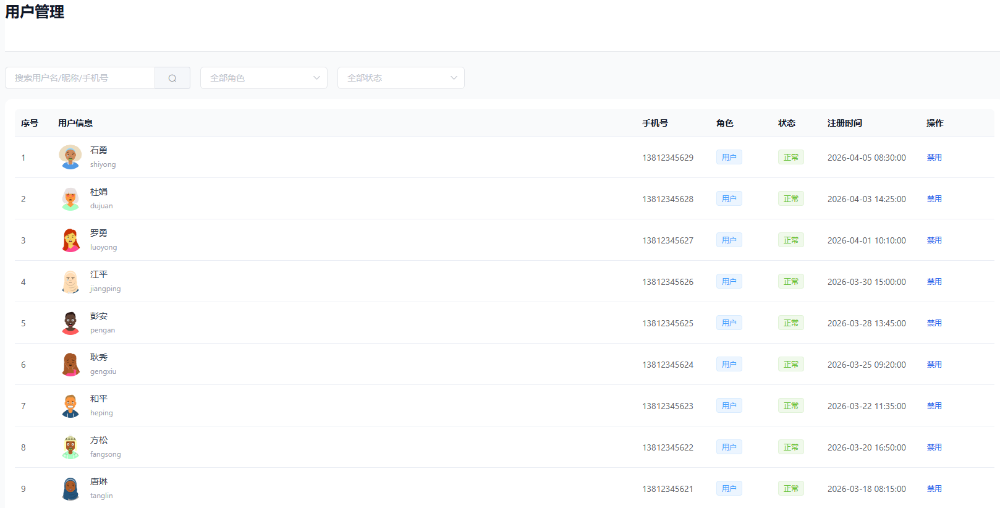 用户管理
搜索用户名/昵称/手机号 全部角色 全部状态
序号 用户信息 手机号 角色 状态 注册时间 操作
1 石勇 shiyong 13812345629 用户 正常 2026-04-05 08:30:00 禁用
2 杜娟 dujuan 13812345628 用户 正常 2026-04-03 14:25:00 禁用
3 罗勇 luoyong 13812345627 用户 正常 2026-04-01 10:10:00 禁用
4 江平 jiangping 13812345626 用户 正常 2026-03-30 15:00:00 禁用
5 彭安 pengan 13812345625 用户 正常 2026-03-28 13:45:00 禁用
6 耿秀 gengxiu 13812345624 用户 正常 2026-03-25 09:20:00 禁用
7 和平 heping 13812345623 用户 正常 2026-03-22 11:35:00 禁用
8 方松 fangsong 13812345622 用户 正常 2026-03-20 16:50:00 禁用
9 唐琳 tanglin 13812345621 用户 正常 2026-03-18 08:15:00 禁用